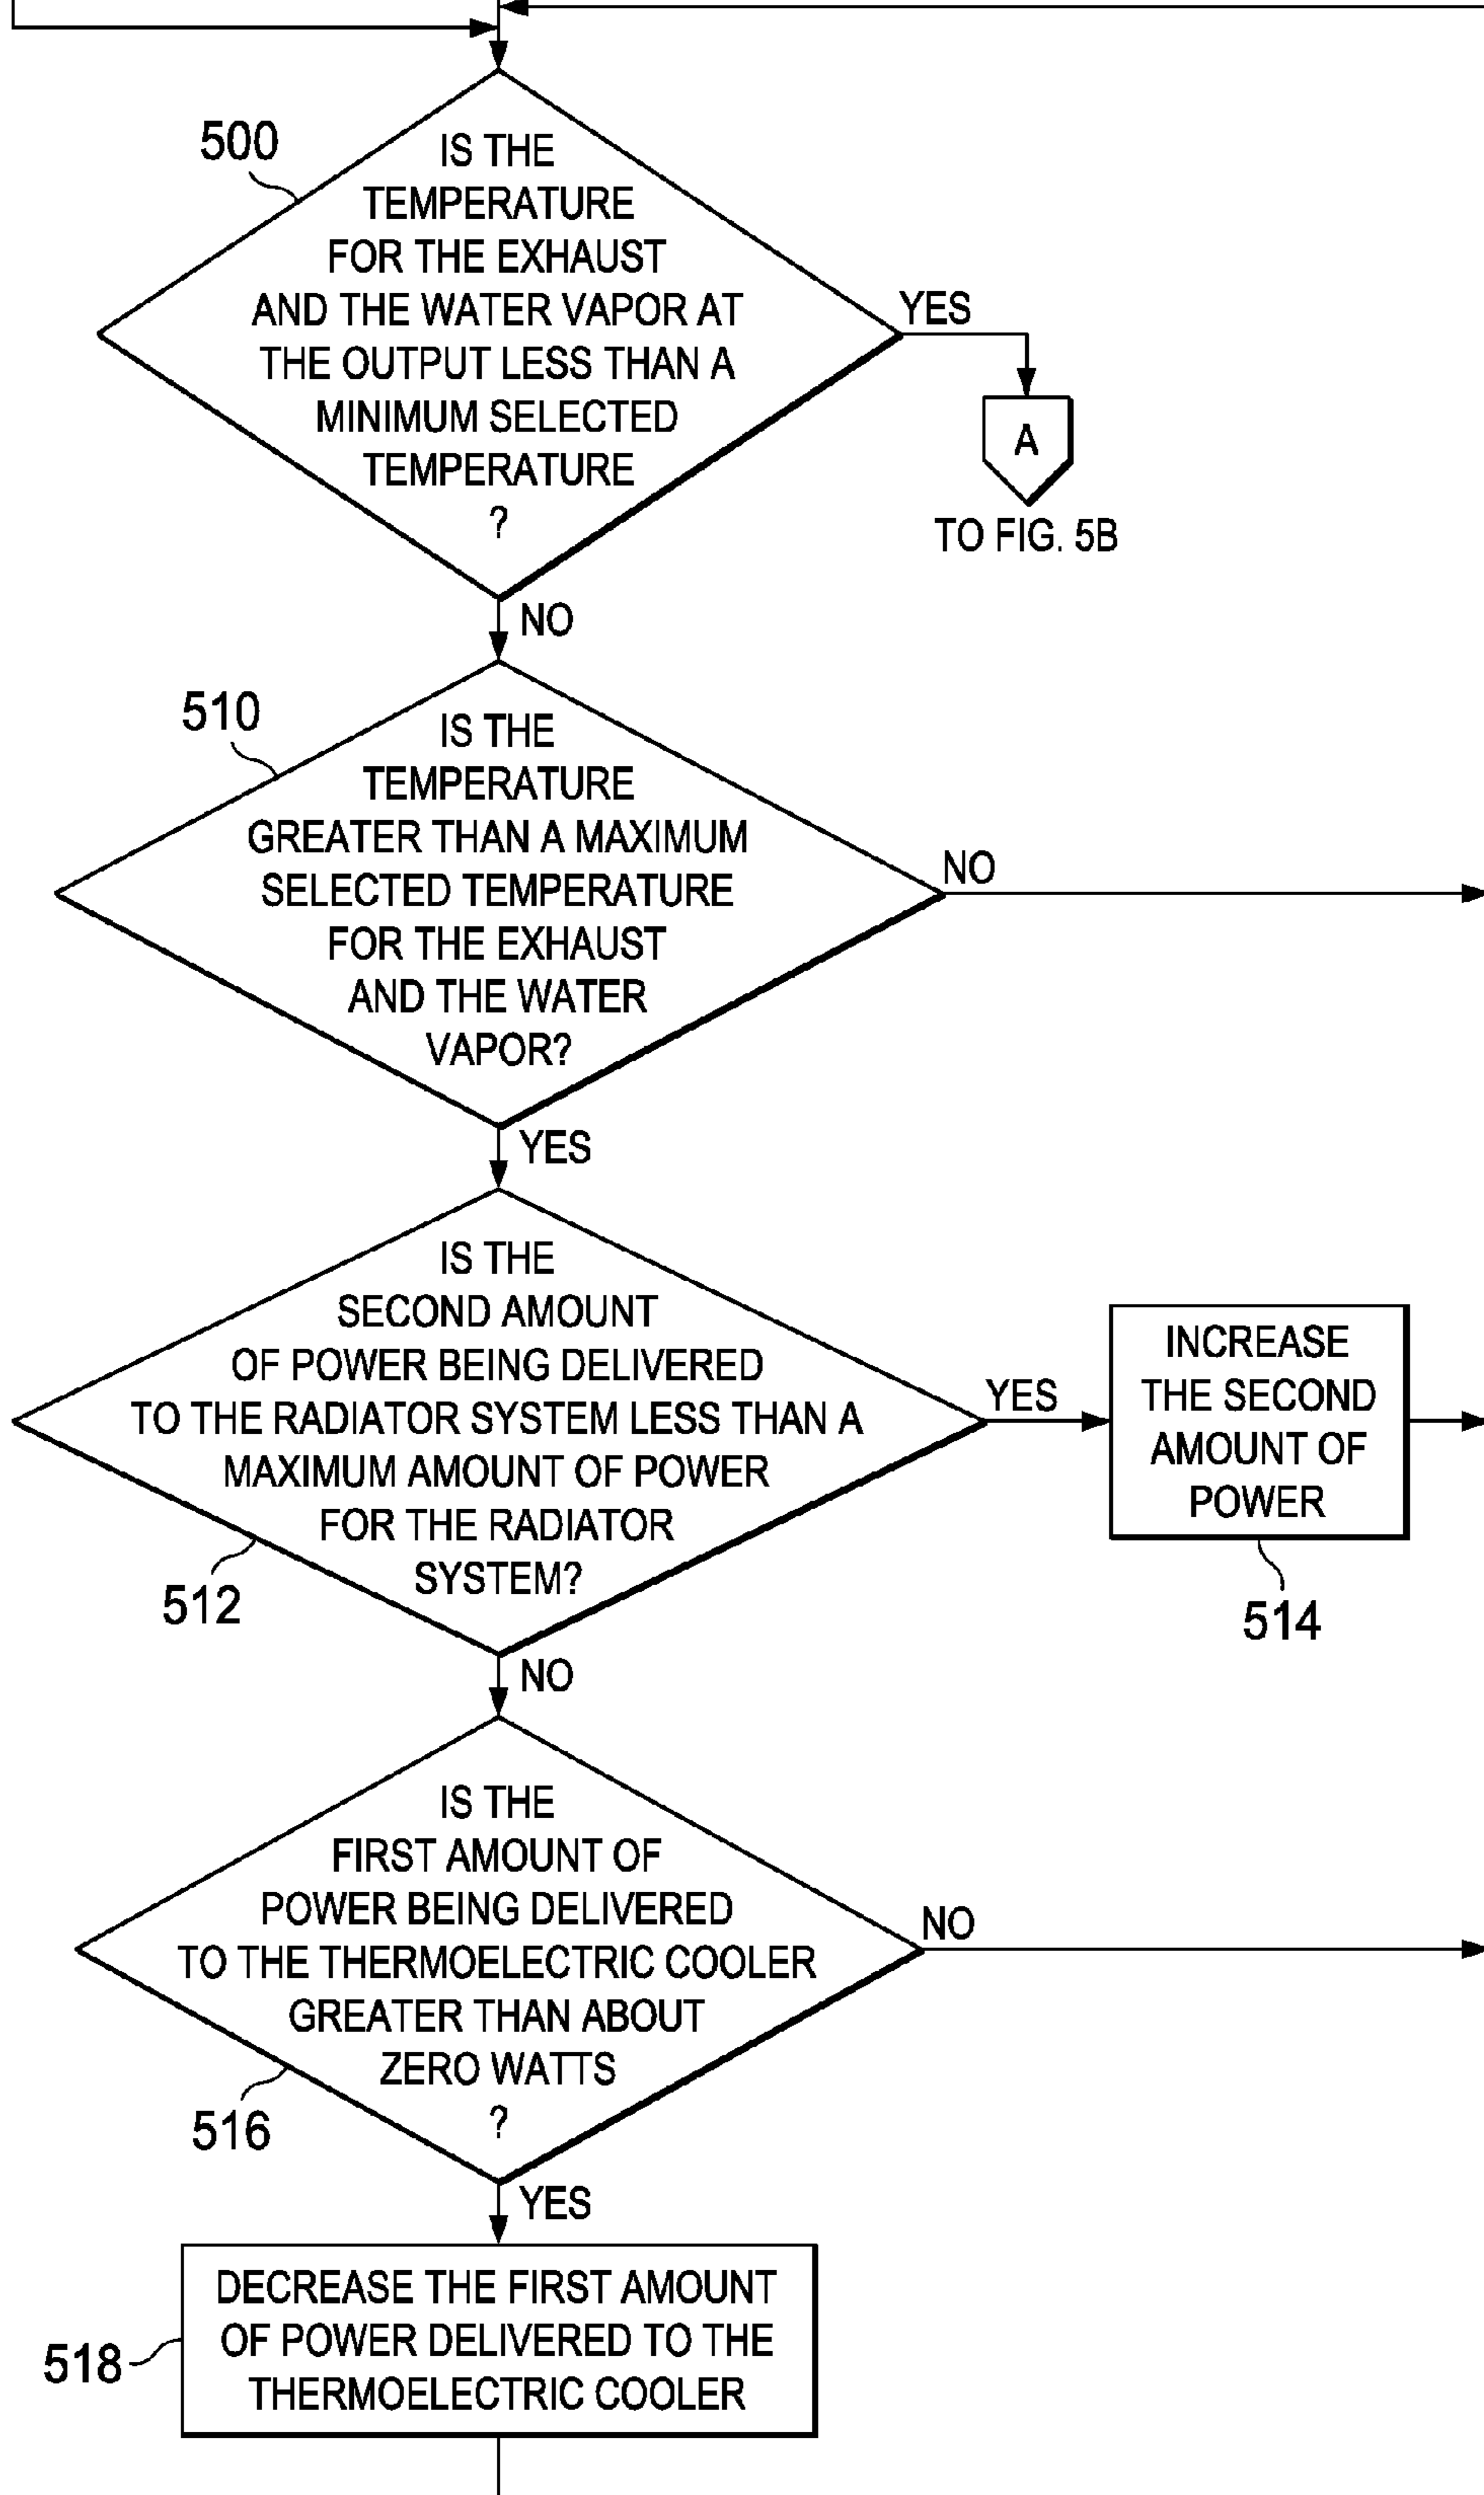 500
IS THE
TEMPERATURE
FOR THE EXHAUST
AND THE WATER VAPOR AT
THE OUTPUT LESS THAN A
MINIMUM SELECTED
TEMPERATURE
?
YES
A
TO FIG. 5B
NO
510
IS THE
TEMPERATURE
GREATER THAN A MAXIMUM
SELECTED TEMPERATURE
FOR THE EXHAUST
AND THE WATER
VAPOR?
NO
YES
IS THE
SECOND AMOUNT
OF POWER BEING DELIVERED
TO THE RADIATOR SYSTEM LESS THAN A
MAXIMUM AMOUNT OF POWER
FOR THE RADIATOR
SYSTEM?
512
YES
INCREASE
THE SECOND
AMOUNT OF
POWER
514
NO
IS THE
FIRST AMOUNT OF
POWER BEING DELIVERED
TO THE THERMOELECTRIC COOLER
GREATER THAN ABOUT
ZERO WATTS
?
516
NO
YES
DECREASE THE FIRST AMOUNT
OF POWER DELIVERED TO THE
THERMOELECTRIC COOLER
518